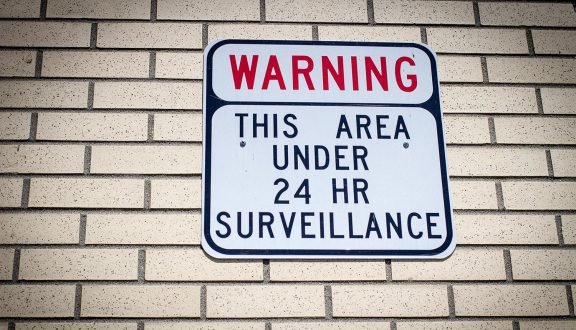 WARNING
THIS AREA
UNDER
24 HR
SURVEILLANCE